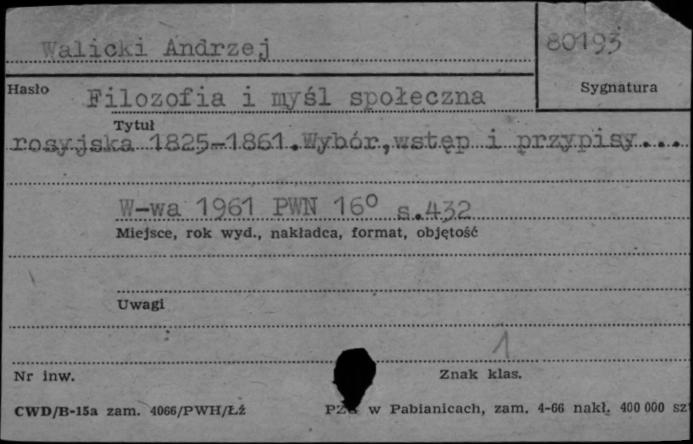 Walicki Andrzej
80193
Hasło
Sygnatura
Filozofia i myśl społeczna
Tytuł
rosyjska 1825-1861.Wybór,wstęp i przypisy...
W-wa 1961 PWN 16° s.432
Miejsce, rok wyd., nakładca, format, objętość
Uwagi
1
Nr inw.
Znak klas.
CWD/B-15a zam. 4066/PWH/Łź
w Pabianicach, zam. 4-66 nakł. 400 000 sz